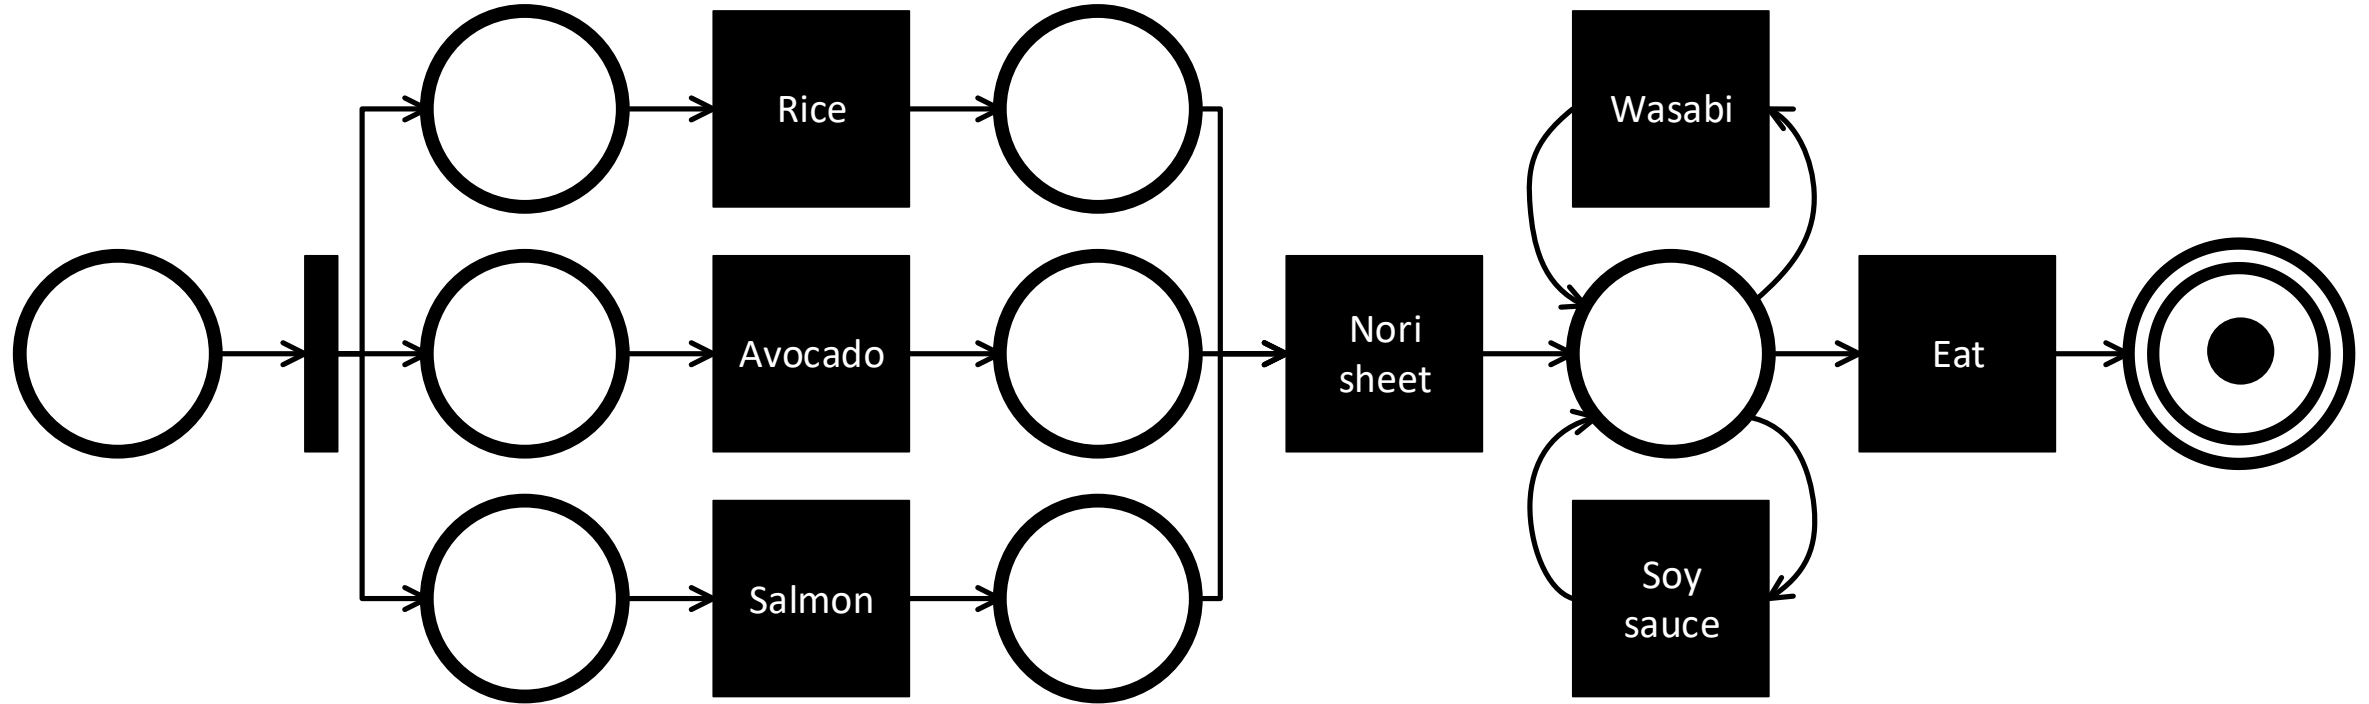 Rice
Wasabi
Avocado
Nori
sheet
Eat
Salmon
Soy
sauce